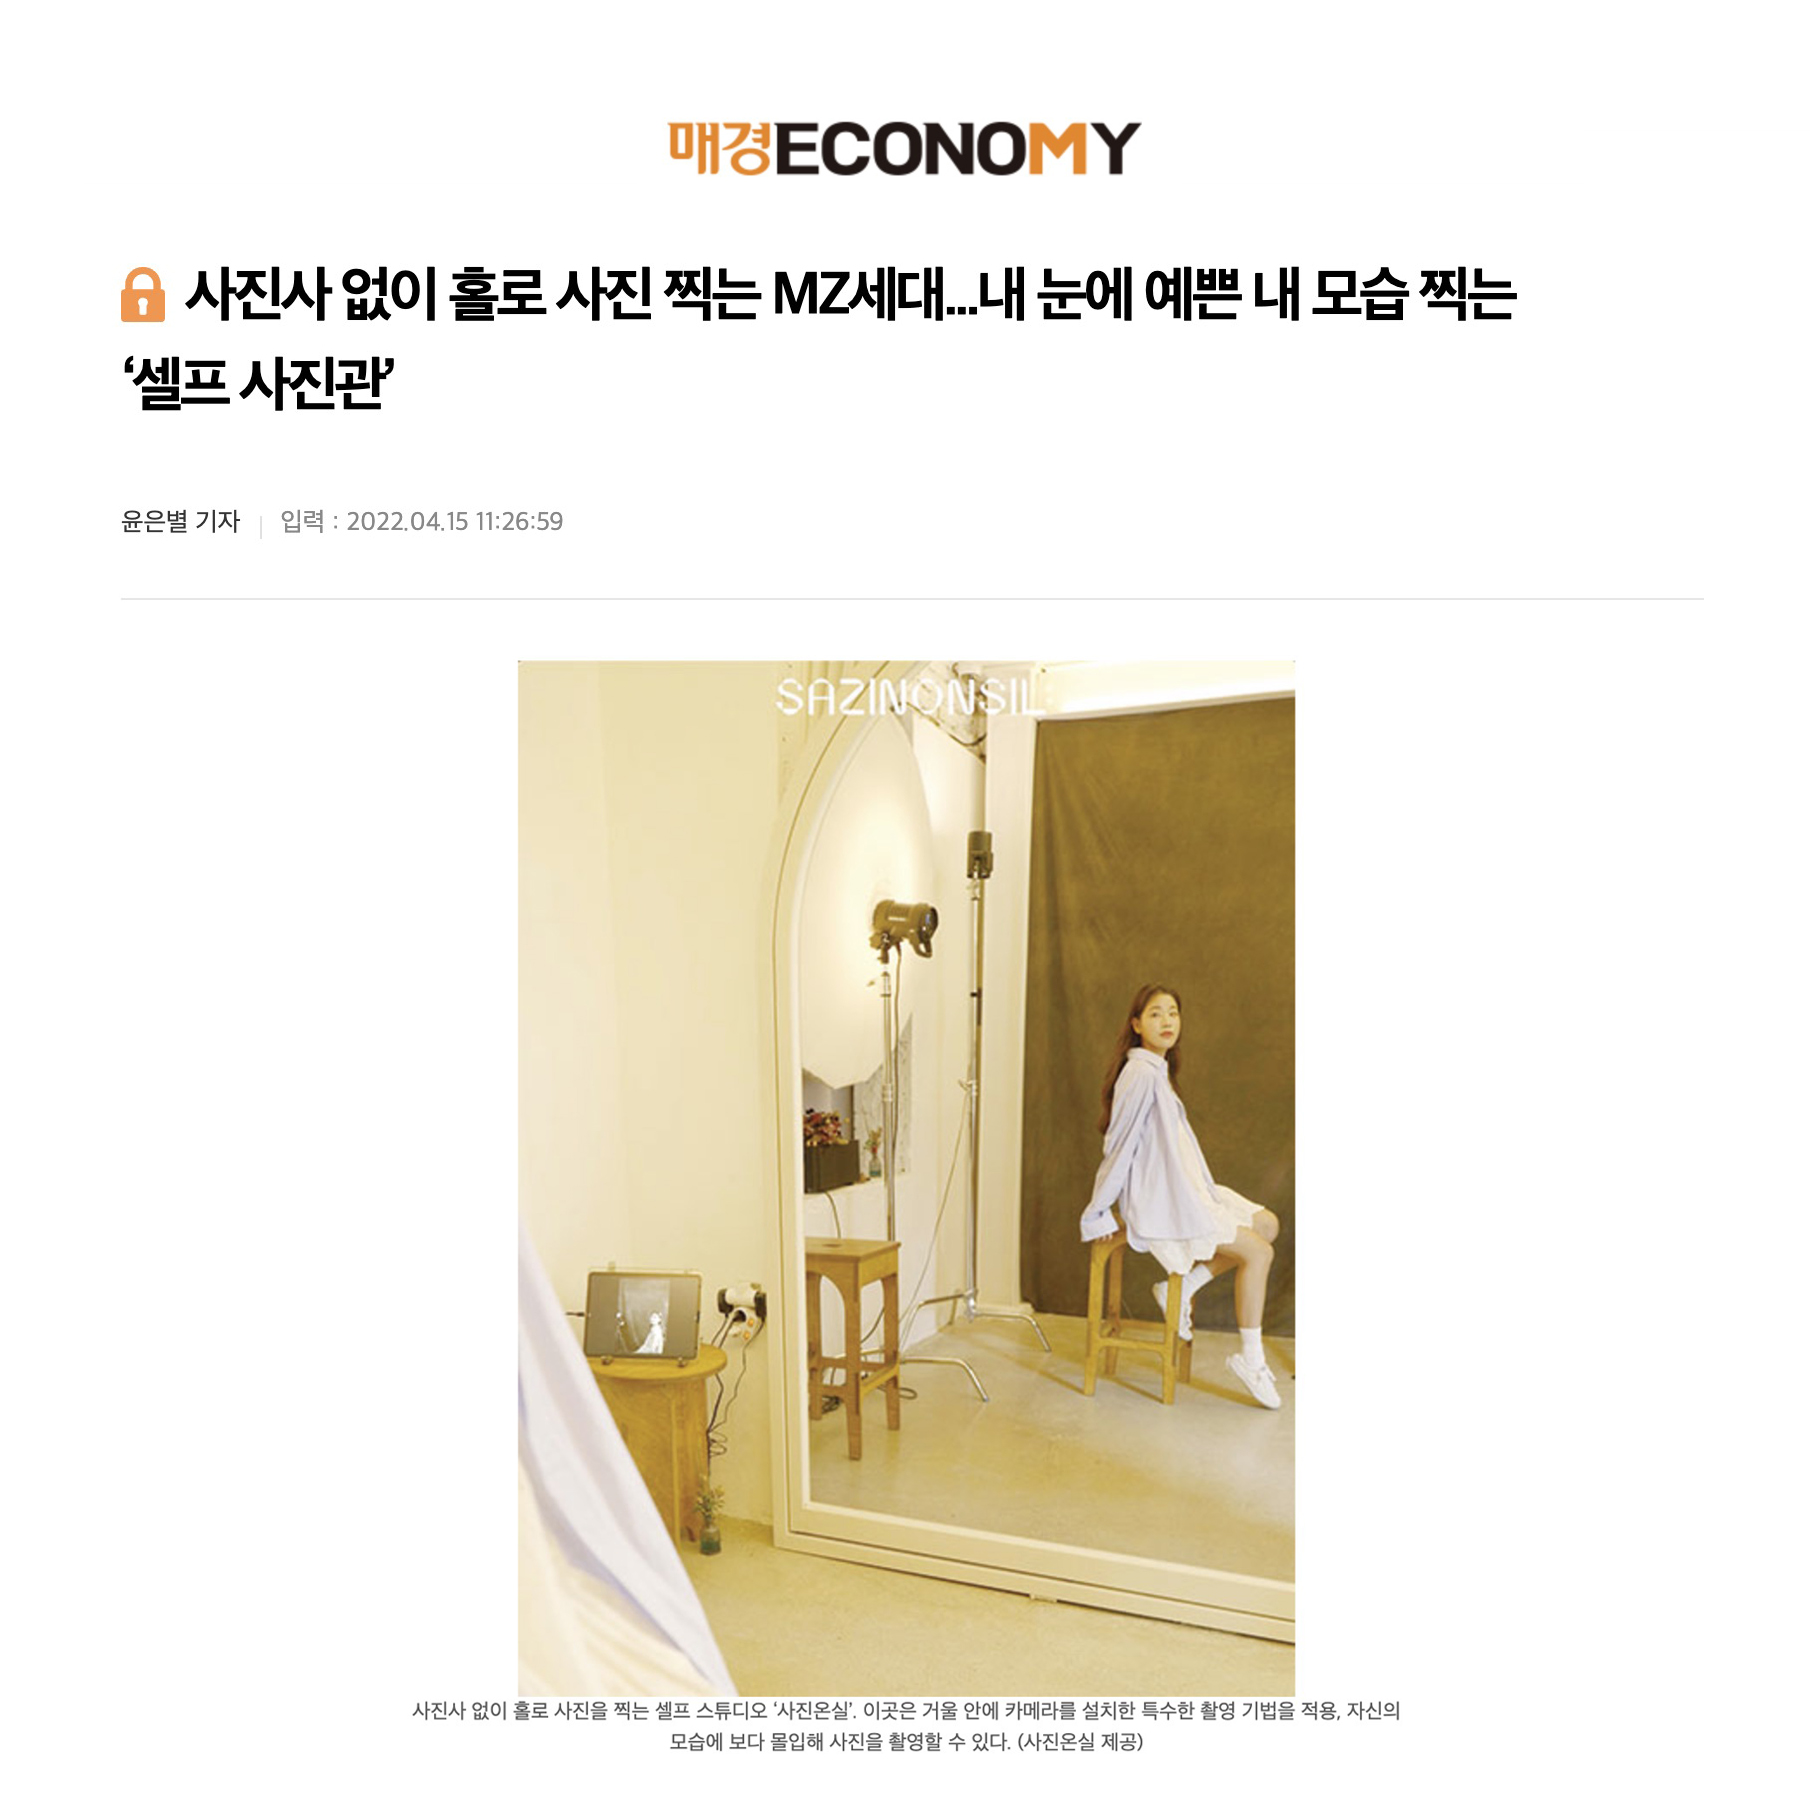 매경ECONOMY
사진사 없이 홀로 사진 찍는 MZ세대...내 눈에 예쁜 내 모습 찍는
‘셀프 사진관’
윤은별 기자 | 입력 : 2022.04.15 11:26:59
SAZINONSIL
사진사 없이 홀로 사진을 찍는 셀프 스튜디오 ‘사진온실’. 이곳은 거울 안에 카메라를 설치한 특수한 촬영 기법을 적용, 자신의
모습에 보다 몰입해 사진을 촬영할 수 있다. (사진온실 제공)